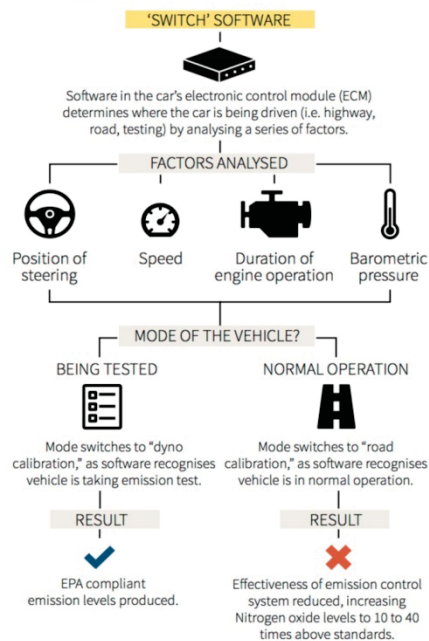 'SWITCH' SOFTWARE
Software in the car's electronic control module (ECM)
determines where the car is being driven (i.e. highway,
road, testing) by analysing a series of factors.
FACTORS ANALYSED
Position of
steering
Speed
Duration of
engine operation
Barometric
pressure
MODE OF THE VEHICLE?
BEING TESTED
Mode switches to "dyno
calibration," as software recognises
vehicle is taking emission test.
RESULT
EPA compliant
emission levels produced.
NORMAL OPERATION
Mode switches to "road
calibration," as software recognises
vehicle is in normal operation.
RESULT
Effectiveness of emission control
system reduced, increasing
Nitrogen oxide levels to 10 to 40
times above standards.